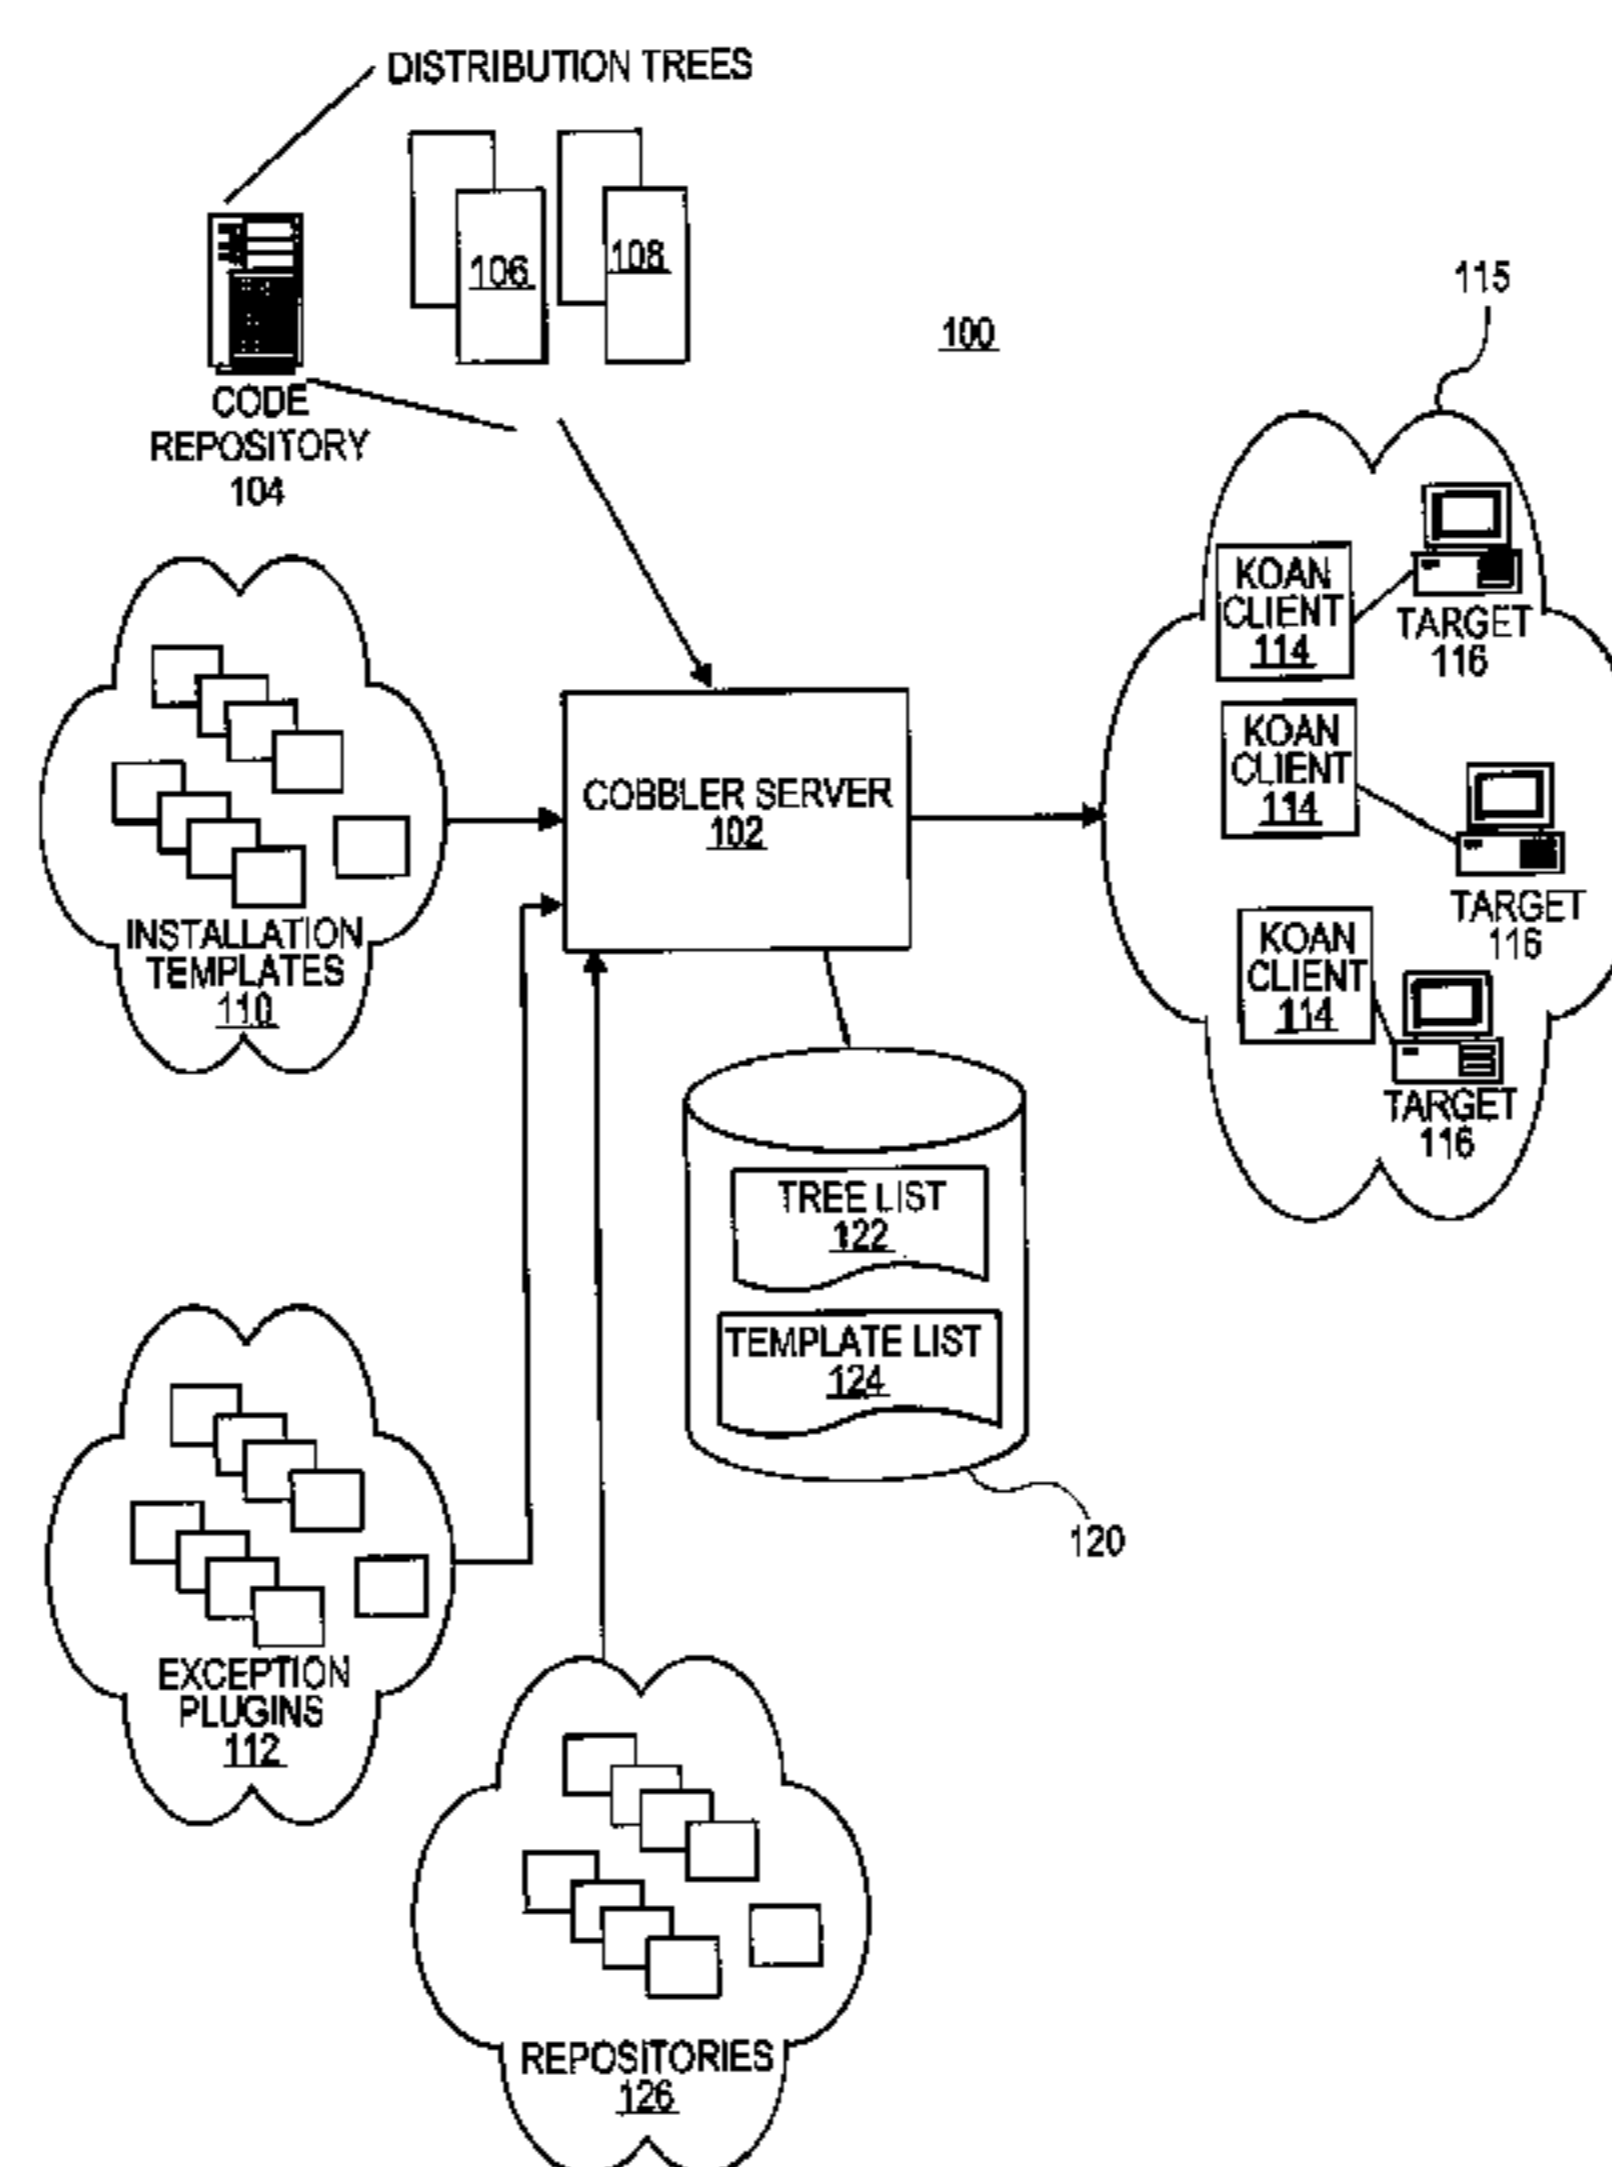 DISTRIBUTION TREES
106
108
100
115
CODE
REPOSITORY
104
KOAN
CLIENT
114
TARGET
116
KOAN
CLIENT
114
TARGET
116
KOAN
CLIENT
114
TARGET
116
COBBLER SERVER
102
INSTALLATION
TEMPLATES
110
TREE LIST
122
TEMPLATE LIST
124
120
EXCEPTION
PLUGINS
112
REPOSITORIES
126